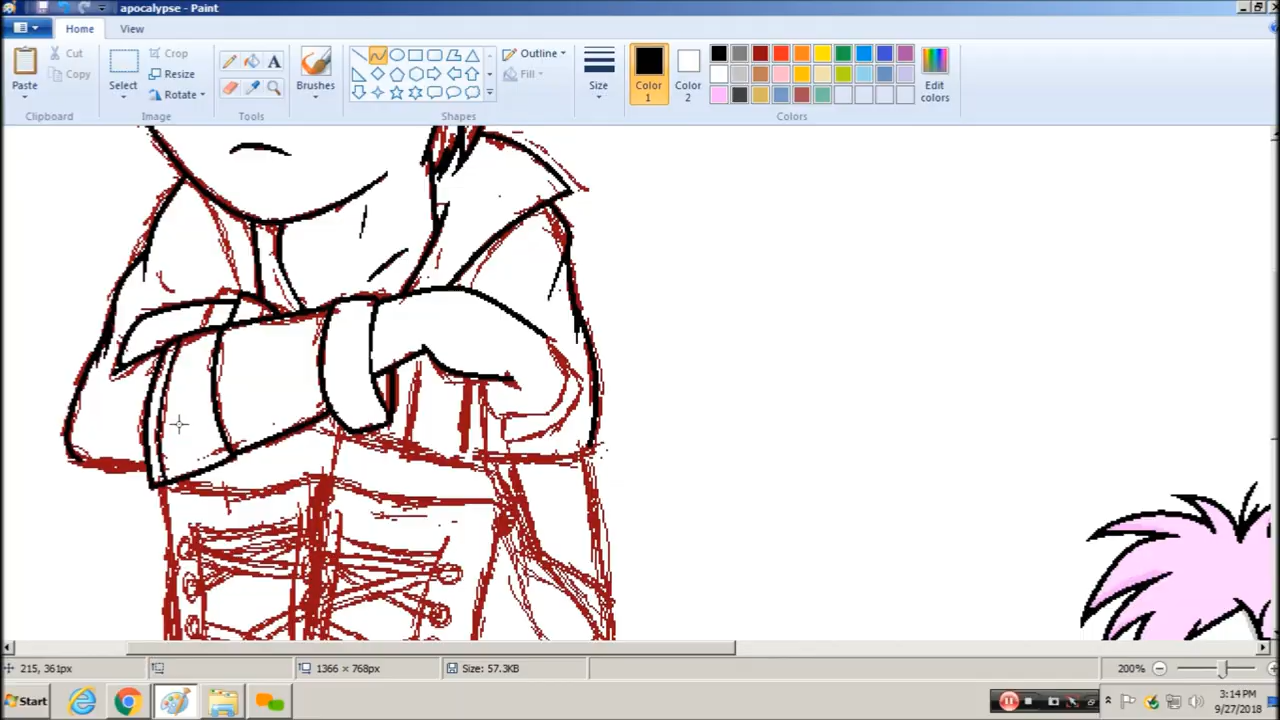 apocalypse - Paint
Home
View
Paste
Cut
Copy
Clipboard
Select
Crop
Resize
Rotate
Image
Tools
Brushes
Shapes
Outline
Fill
Size
Color 1
Color 2
Edit colors
Colors
215, 361px
1366 × 768px
Size: 57.3KB
200%
Start
3:14 PM
9/27/2018